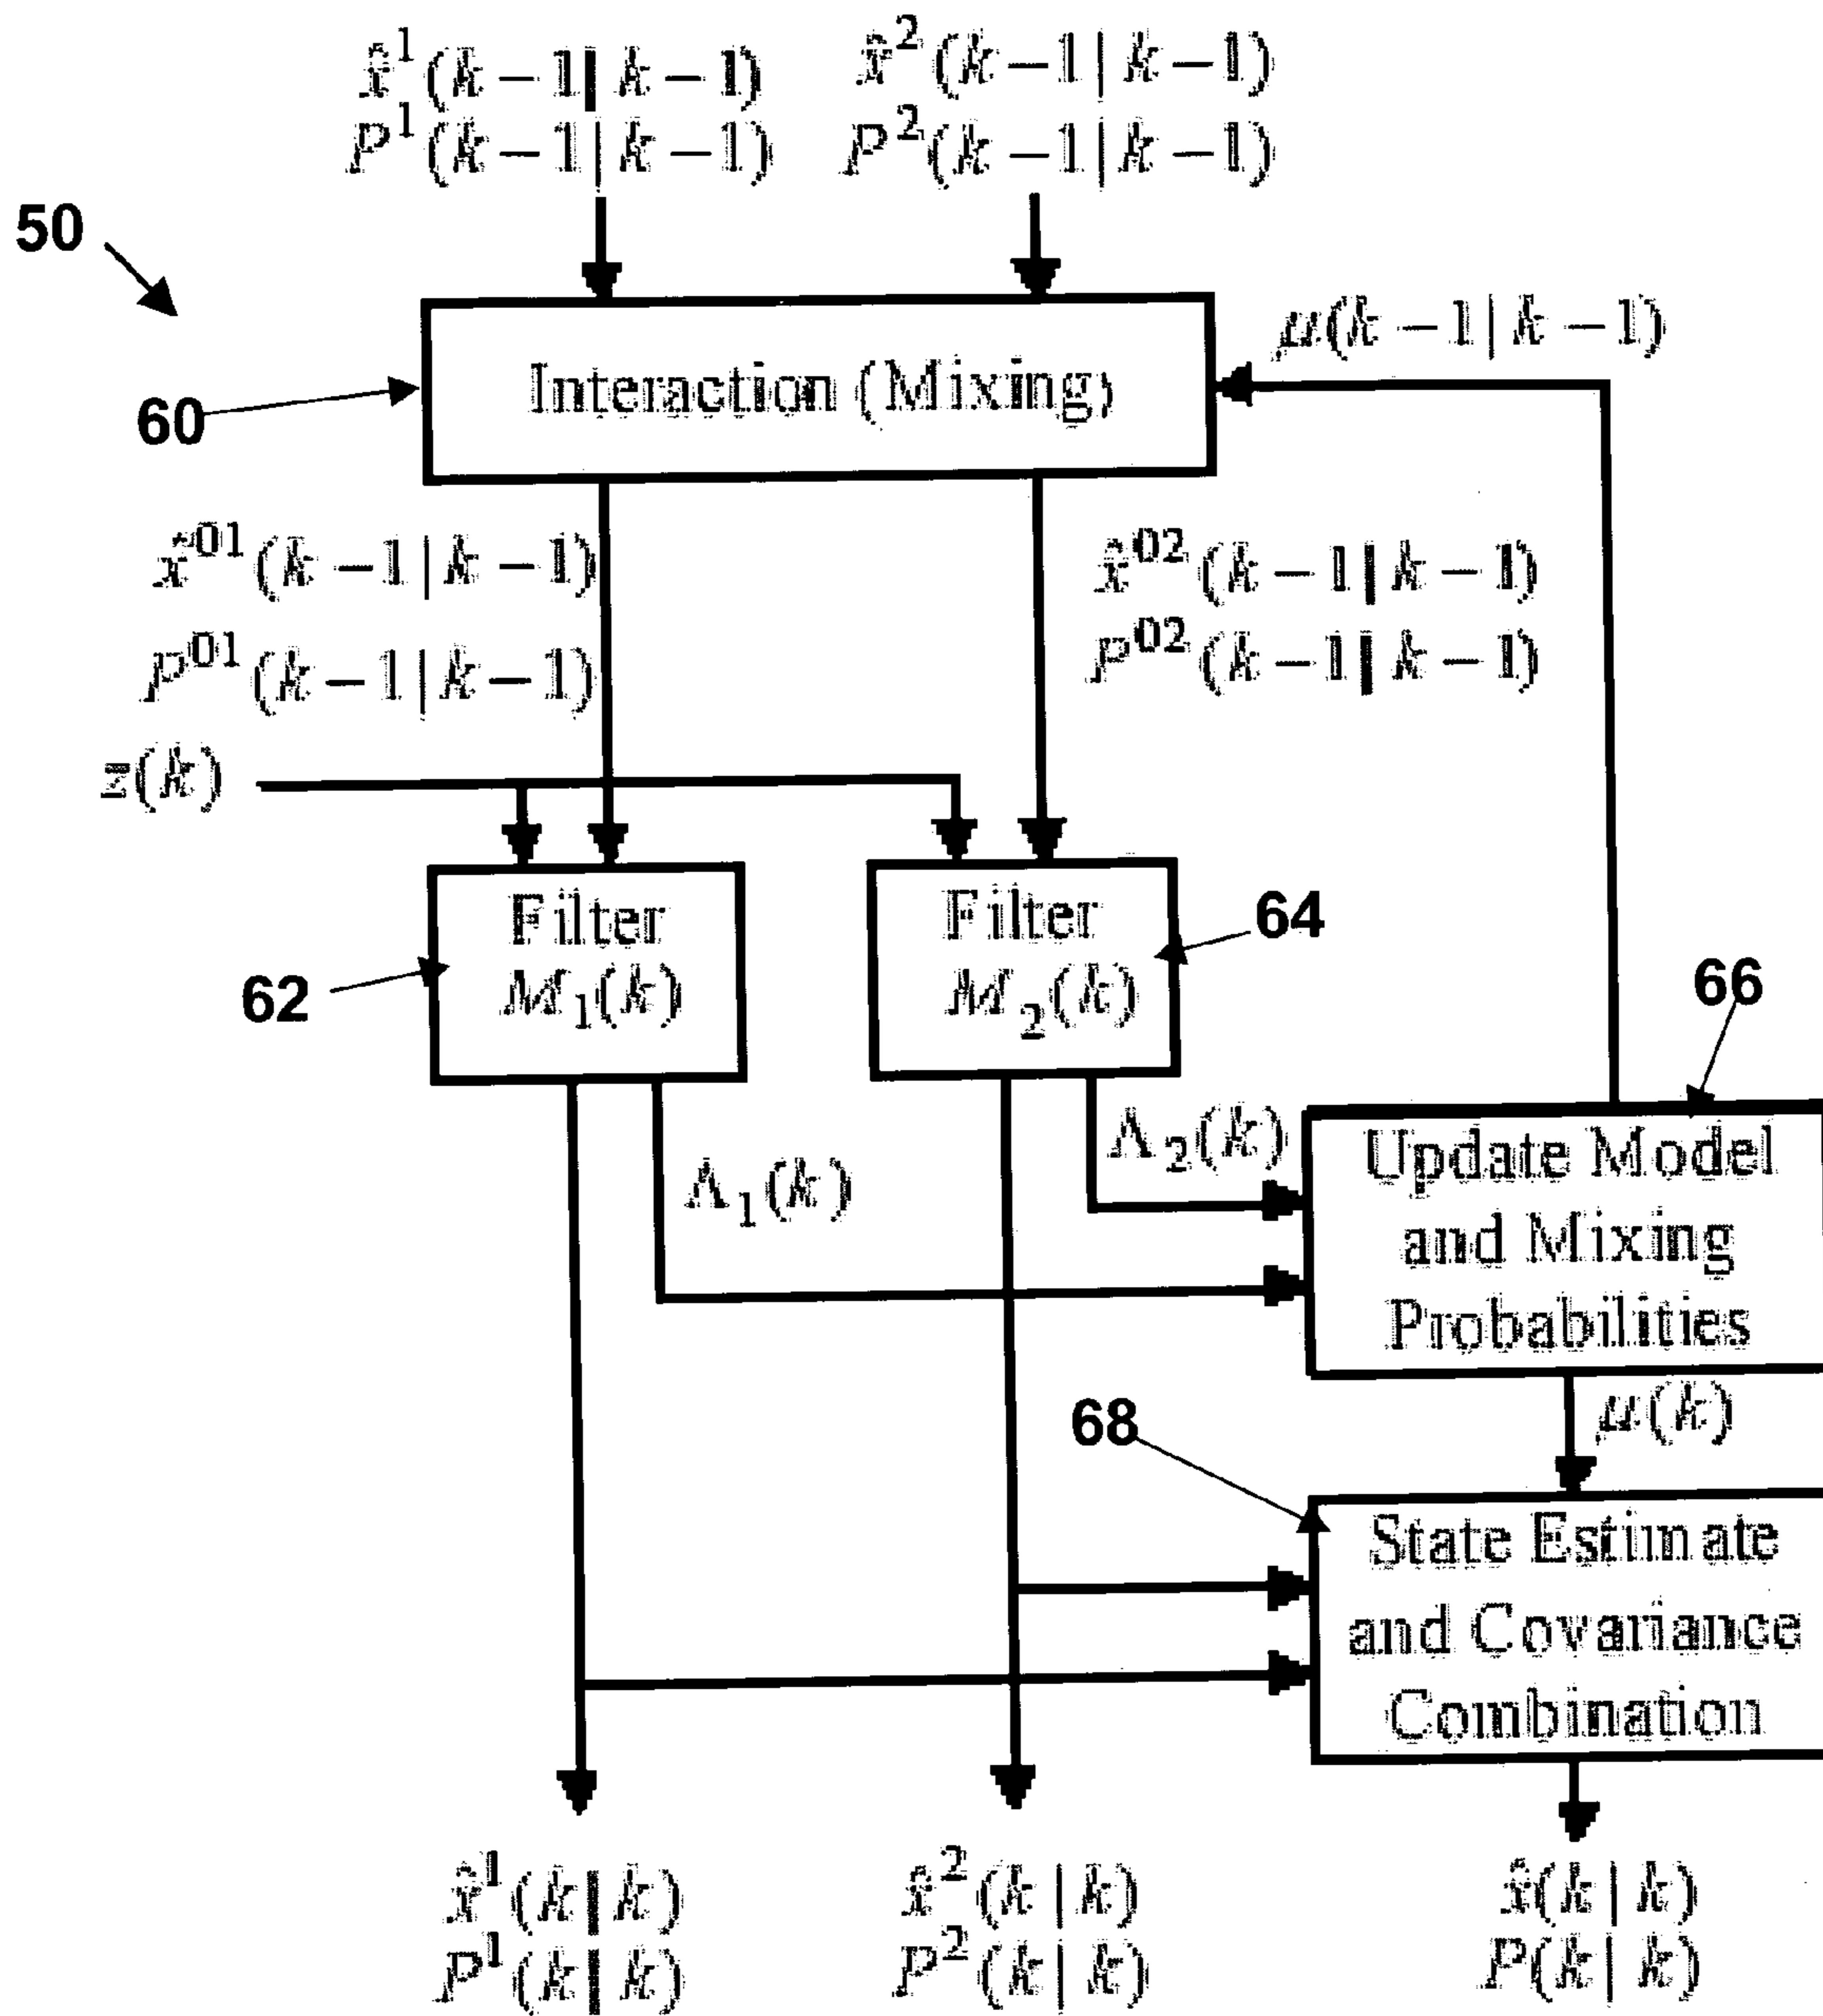 x̂¹(k−1|k−1) x̂²(k−1|k−1)
P¹(k−1|k−1) P²(k−1|k−1)
50
μ(k−1|k−1)
Interaction (Mixing)
60
x̂⁰¹(k−1|k−1) x̂⁰²(k−1|k−1)
P⁰¹(k−1|k−1) P⁰²(k−1|k−1)
z(k)
Filter
M₁(k)
62
Filter
M₂(k)
64
66
Λ₁(k)
Λ₂(k)
Update Model
and Mixing
Probabilities
μ(k)
68
State Estimate
and Covariance
Combination
x̂¹(k|k) x̂²(k|k) x̂(k|k)
P¹(k|k) P²(k|k) P(k|k)